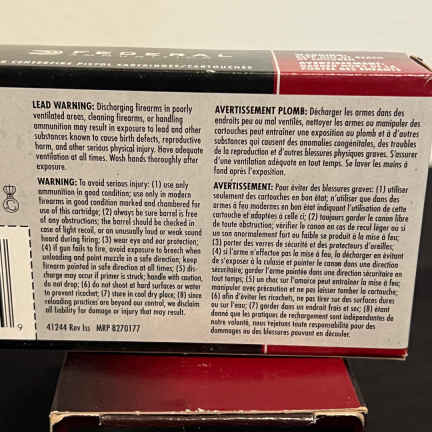 FEDERAL
CENTERFIRE PISTOL CARTRIDGES/CARTOUCHES
LEAD WARNING: Discharging firearms in poorly
ventilated areas, cleaning firearms, or handling
ammunition may result in exposure to lead and other
substances known to cause birth defects, reproductive
harm, and other serious physical injury. Have adequate
ventilation at all times. Wash hands thoroughly after
exposure.
WARNING: To avoid serious injury: (1) use only
ammunition in good condition; use only in modern
firearms in good condition marked and chambered for
use of this cartridge; (2) always be sure barrel is free
of any obstructions; the barrel should be checked in
case of light recoil, or an unusually loud or weak sound
heard during firing; (3) wear eye and ear protection;
(4) if gun fails to fire, avoid exposure to breech when
unloading and point muzzle in a safe direction; keep
firearm pointed in safe direction at all times; (5) dis-
charge may occur if primer is struck; handle with caution,
do not drop; (6) do not shoot at hard surfaces or water
to prevent ricochet; (7) store in cool dry place; (8) since
reloading practices are beyond our control, we disclaim
all liability for damage or injury that may result.
41244 Rev Iss MRP 8270177
AVERTISSEMENT PLOMB: Décharger les armes dans des
endroits peu ou mal ventilés, nettoyer les armes ou manipuler des
cartouches peut entraîner une exposition au plomb et à d'autres
substances qui causent des anomalies congénitales, des troubles
de la reproduction et d'autres blessures physiques graves. S'assurer
d'une ventilation adéquate en tout temps. Se laver les mains à
fond après l'exposition.
AVERTISSEMENT: Pour éviter des blessures graves: (1) utiliser
seulement des cartouches en bon état; n'utiliser que dans des
armes à feu modernes en bon état indiquant l'utilisation de cette
cartouche et adaptées à celle ci; (2) toujours garder le canon libre
de toute obstruction; vérifier le canon en cas de recul léger ou si
un son anormalement fort ou faible se produit à la mise à feu;
(3) porter des verres de sécurité et des protecteurs d'oreilles;
(4) si l'arme n'effectue pas la mise à feu, la décharger en évitant
de s'exposer à la culasse et pointer le canon dans une direction
sécuritaire; garder l'arme pointée dans une direction sécuritaire en
tout temps; (5) un choc sur l'amorce peut entraîner la mise à feu;
manipuler avec précaution et ne pas laisser tomber la cartouche;
(6) afin d'éviter les ricochets, ne pas tirer sur des surfaces dures
ou sur l'eau; (7) garder dans un endroit frais et sec; (8) étant
donné que les pratiques de rechargement sont indépendantes de
notre volonté, nous rejetons toute responsabilité pour des
dommages ou des blessures pouvant en découler.
9